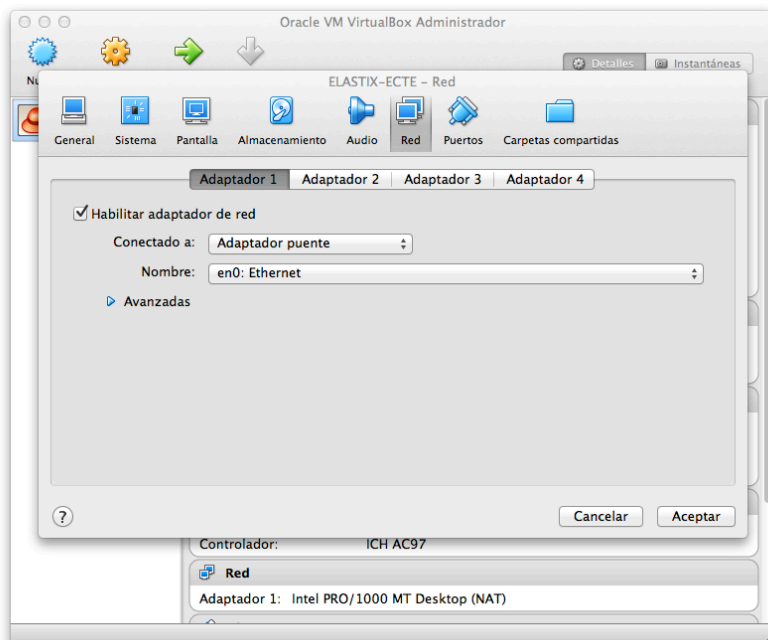 Oracle VM VirtualBox Administrador
Nu
Detalles Instantáneas
ELASTIX-ECTE – Red
General Sistema Pantalla Almacenamiento Audio Red Puertos Carpetas compartidas
Adaptador 1 Adaptador 2 Adaptador 3 Adaptador 4
Habilitar adaptador de red
Conectado a: Adaptador puente
Nombre: en0: Ethernet
Avanzadas
? Cancelar Aceptar
Controlador: ICH AC97
Red
Adaptador 1: Intel PRO/1000 MT Desktop (NAT)